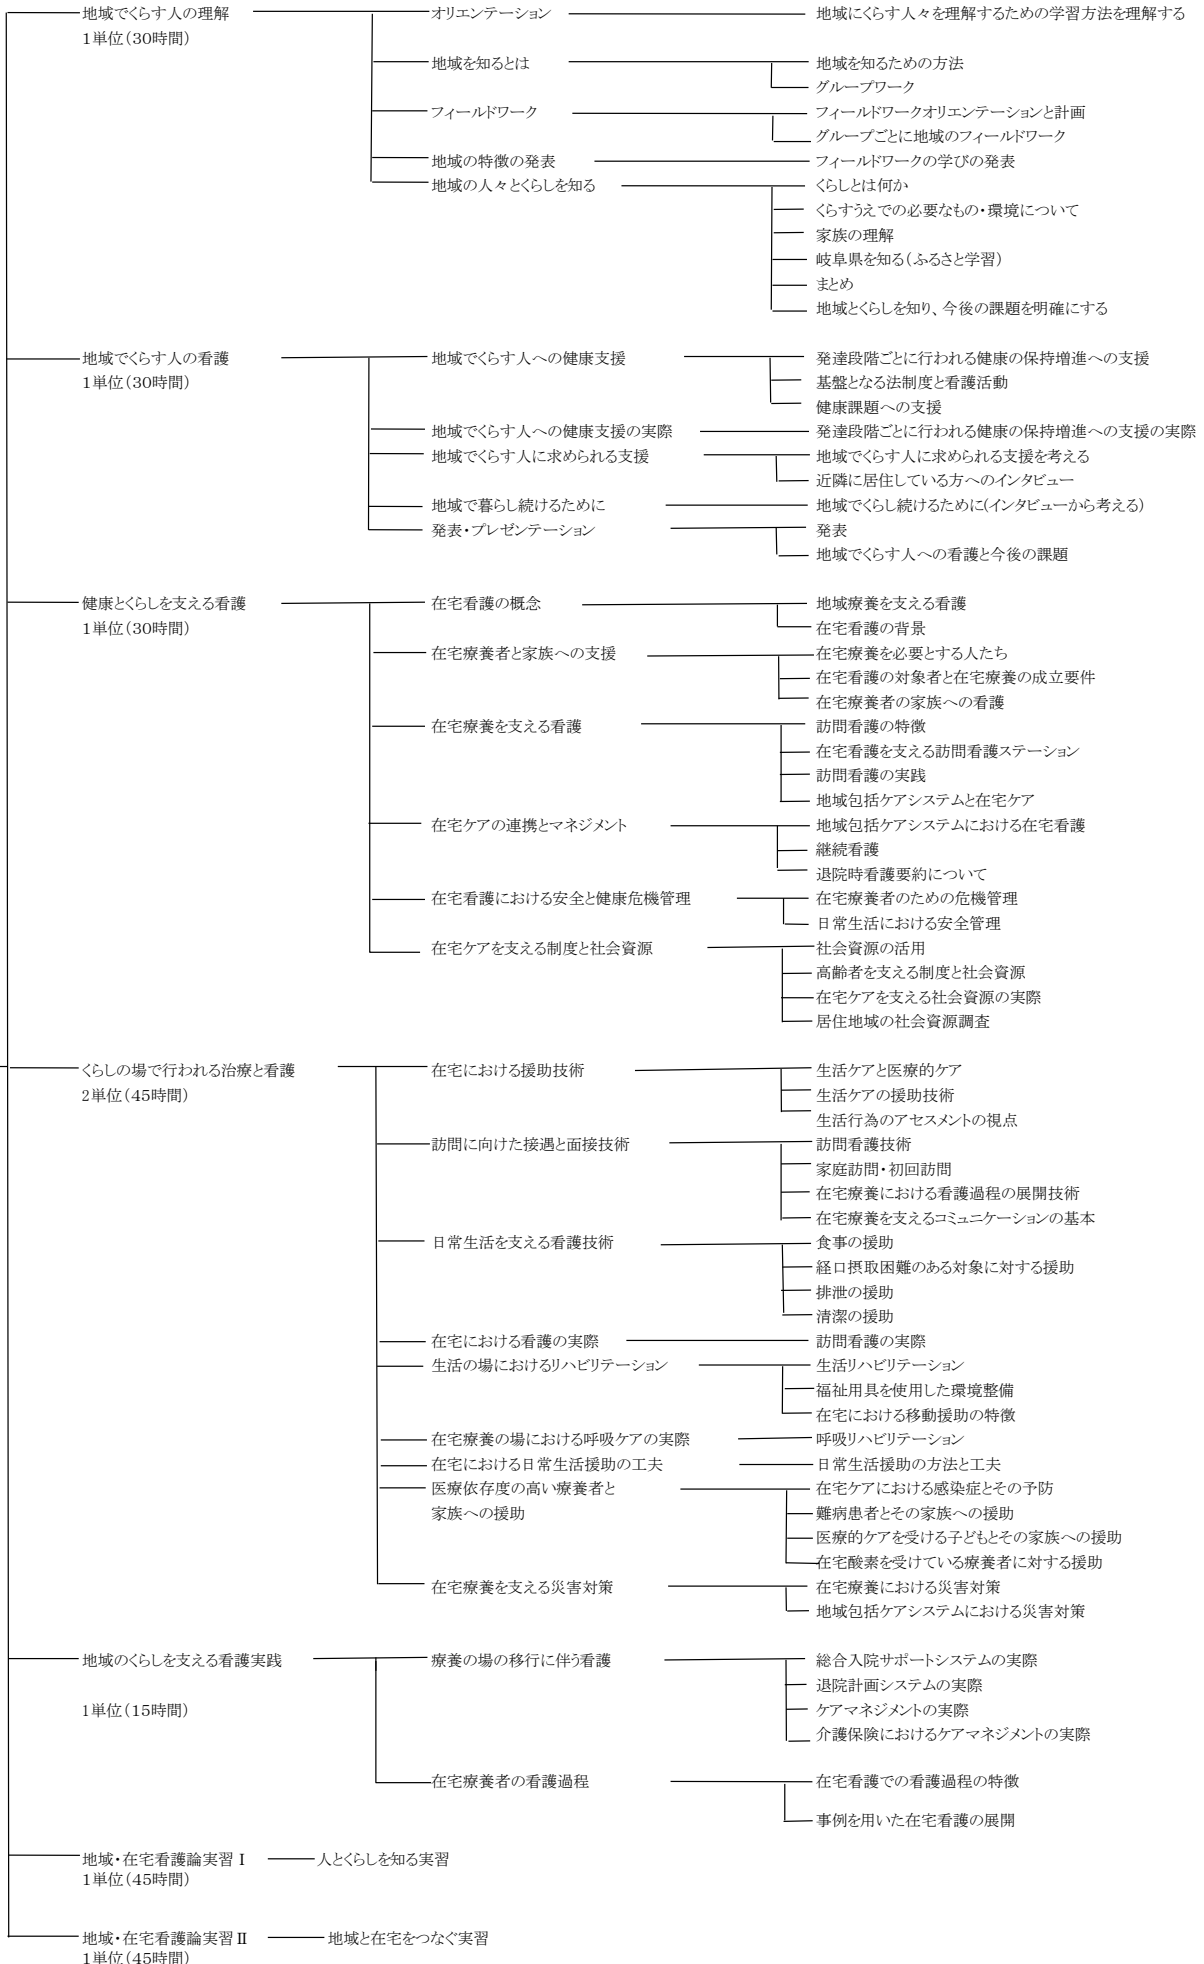 地域でくらす人の理解
1単位(30時間)
オリエンテーション
地域にくらす人々を理解するための学習方法を理解する
地域を知るとは
地域を知るための方法
グループワーク
フィールドワーク
フィールドワークオリエンテーションと計画
グループごとに地域のフィールドワーク
地域の特徴の発表
フィールドワークの学びの発表
地域の人々とくらしを知る
くらしとは何か
くらすうえでの必要なもの・環境について
家族の理解
岐阜県を知る(ふるさと学習)
まとめ
地域とくらしを知り、今後の課題を明確にする
地域でくらす人の看護
1単位(30時間)
地域でくらす人への健康支援
発達段階ごとに行われる健康の保持増進への支援
基盤となる法制度と看護活動
健康課題への支援
地域でくらす人への健康支援の実際
発達段階ごとに行われる健康の保持増進への支援の実際
地域でくらす人に求められる支援
地域でくらす人に求められる支援を考える
近隣に居住している方へのインタビュー
地域で暮らし続けるために
地域でくらし続けるために(インタビューから考える)
発表・プレゼンテーション
発表
地域でくらす人への看護と今後の課題
健康とくらしを支える看護
1単位(30時間)
在宅看護の概念
地域療養を支える看護
在宅看護の背景
在宅療養者と家族への支援
在宅療養を必要とする人たち
在宅看護の対象者と在宅療養の成立要件
在宅療養者の家族への看護
在宅療養を支える看護
訪問看護の特徴
在宅看護を支える訪問看護ステーション
訪問看護の実践
地域包括ケアシステムと在宅ケア
在宅ケアの連携とマネジメント
地域包括ケアシステムにおける在宅看護
継続看護
退院時看護要約について
在宅看護における安全と健康危機管理
在宅療養者のための危機管理
日常生活における安全管理
在宅ケアを支える制度と社会資源
社会資源の活用
高齢者を支える制度と社会資源
在宅ケアを支える社会資源の実際
居住地域の社会資源調査
くらしの場で行われる治療と看護
2単位(45時間)
在宅における援助技術
生活ケアと医療的ケア
生活ケアの援助技術
生活行為のアセスメントの視点
訪問に向けた接遇と面接技術
訪問看護技術
家庭訪問・初回訪問
在宅療養における看護過程の展開技術
在宅療養を支えるコミュニケーションの基本
日常生活を支える看護技術
食事の援助
経口摂取困難のある対象に対する援助
排泄の援助
清潔の援助
在宅における看護の実際
訪問看護の実際
生活の場におけるリハビリテーション
生活リハビリテーション
福祉用具を使用した環境整備
在宅における移動援助の特徴
在宅療養の場における呼吸ケアの実際
呼吸リハビリテーション
在宅における日常生活援助の工夫
日常生活援助の方法と工夫
医療依存度の高い療養者と
家族への援助
在宅ケアにおける感染症とその予防
難病患者とその家族への援助
医療的ケアを受ける子どもとその家族への援助
在宅酸素を受けている療養者に対する援助
在宅療養を支える災害対策
在宅療養における災害対策
地域包括ケアシステムにおける災害対策
地域のくらしを支える看護実践
1単位(15時間)
療養の場の移行に伴う看護
総合入院サポートシステムの実際
退院計画システムの実際
ケアマネジメントの実際
介護保険におけるケアマネジメントの実際
在宅療養者の看護過程
在宅看護での看護過程の特徴
事例を用いた在宅看護の展開
地域・在宅看護論実習Ⅰ
1単位(45時間)
人とくらしを知る実習
地域・在宅看護論実習Ⅱ
1単位(45時間)
地域と在宅をつなぐ実習